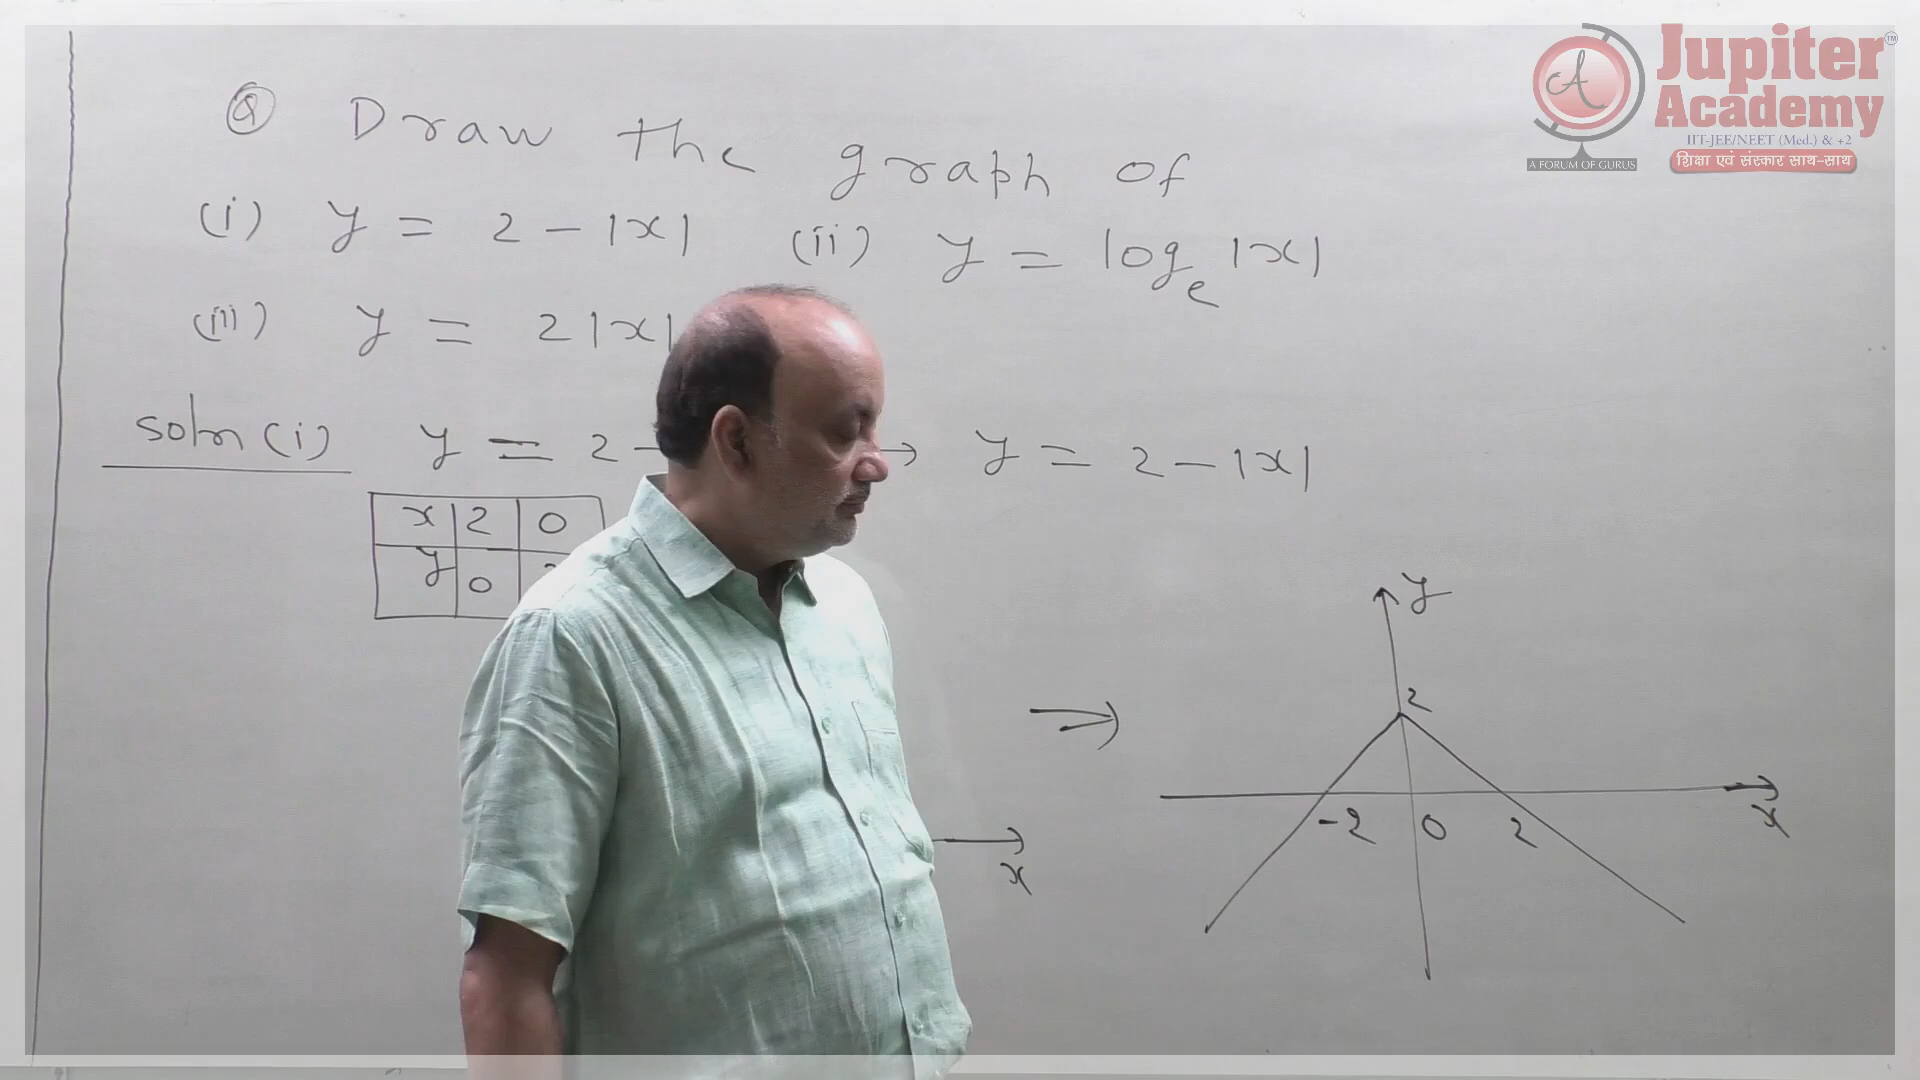 Jupiter
Academy
TM
IIT-JEE/NEET (Med.) & +2
A FORUM OF GURUS
शिक्षा एवं संस्कार साथ-साथ
Q Draw the graph of
(i) y = 2 - |x| (ii) y = log_e |x|
(iii) y = 2|x|
soln (i) y = 2 - → y = 2 - |x|
x 2 0
y 0
y
2
-2 0 2 x
x